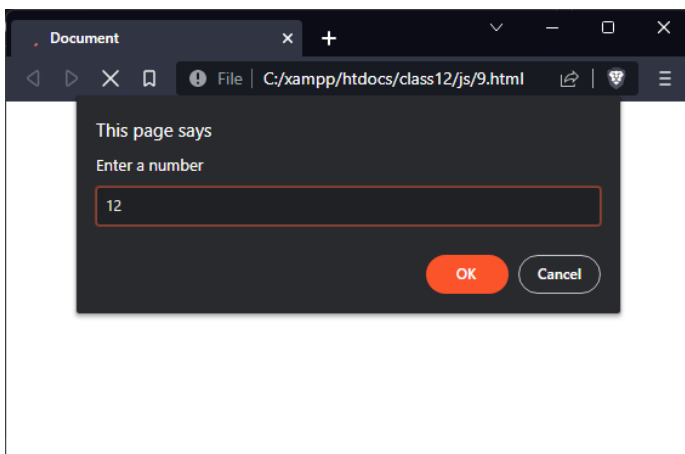 Document
File C:/xampp/htdocs/class12/js/9.html
This page says
Enter a number
12
OK Cancel